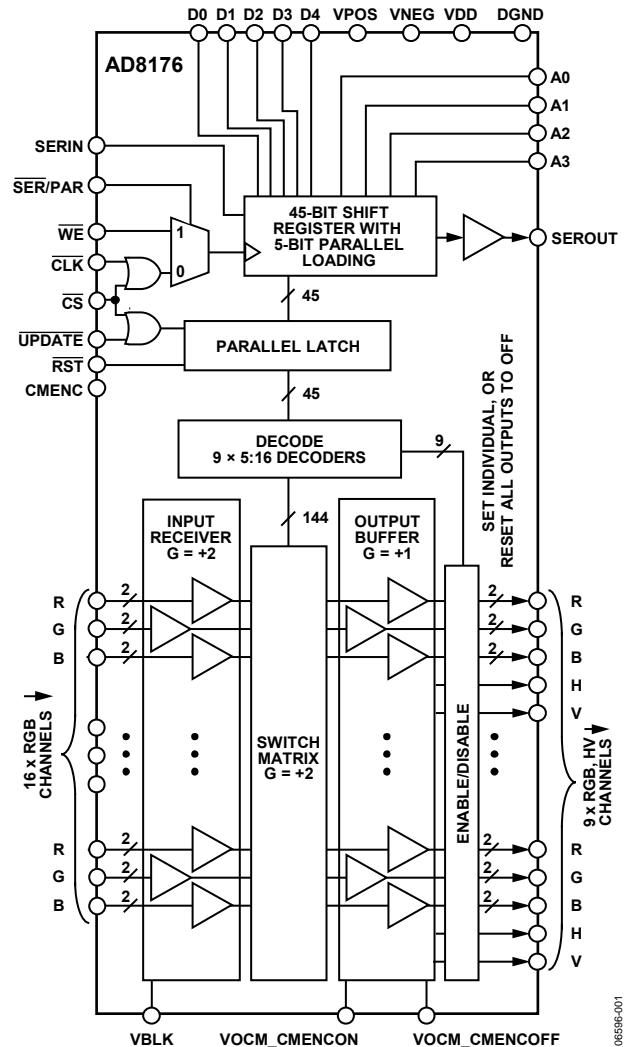 D0 D1 D2 D3 D4 VPOS VNEG VDD DGND
AD8176
A0
A1
A2
A3
SERIN
SER/PAR
WE
CLK
CS
UPDATE
RST
CMENC
1
0
45-BIT SHIFT
REGISTER WITH
5-BIT PARALLEL
LOADING
SEROUT
45
PARALLEL LATCH
45
DECODE
9 × 5:16 DECODERS
9
SET INDIVIDUAL, OR
RESET ALL OUTPUTS TO OFF
144
INPUT
RECEIVER
G = +2
OUTPUT
BUFFER
G = +1
SWITCH
MATRIX
G = +2
ENABLE/DISABLE
R 2 2 R
G 2 2 G
B 2 2 B
H
V
16 x RGB
CHANNELS
9 x RGB, HV
CHANNELS
R 2 2 R
G 2 2 G
B 2 2 B
H
V
VBLK VOCM_CMENCON VOCM_CMENCOFF
06596-001